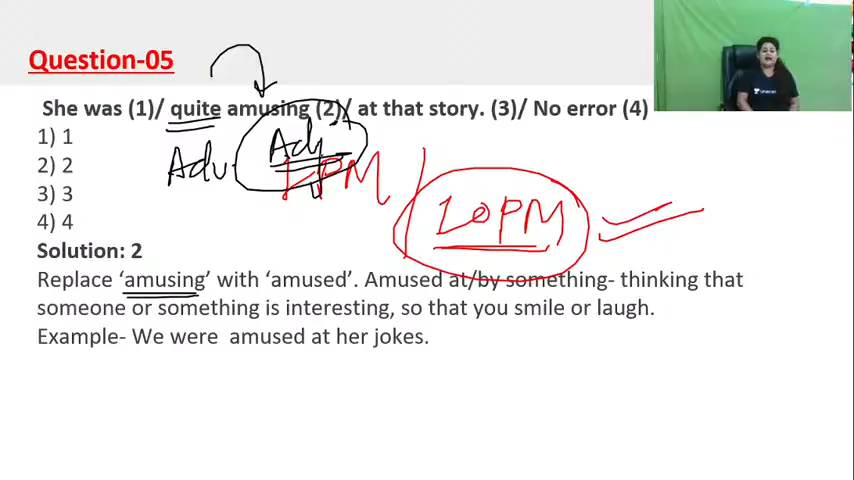 Question-05
She was (1)/ quite amusing (2)/ at that story. (3)/ No error (4)
1) 1
Adj
2) 2
Adv
PM
10PM
3) 3
4) 4
Solution: 2
Replace ‘amusing’ with ‘amused’. Amused at/by something- thinking that
someone or something is interesting, so that you smile or laugh.
Example- We were  amused at her jokes.